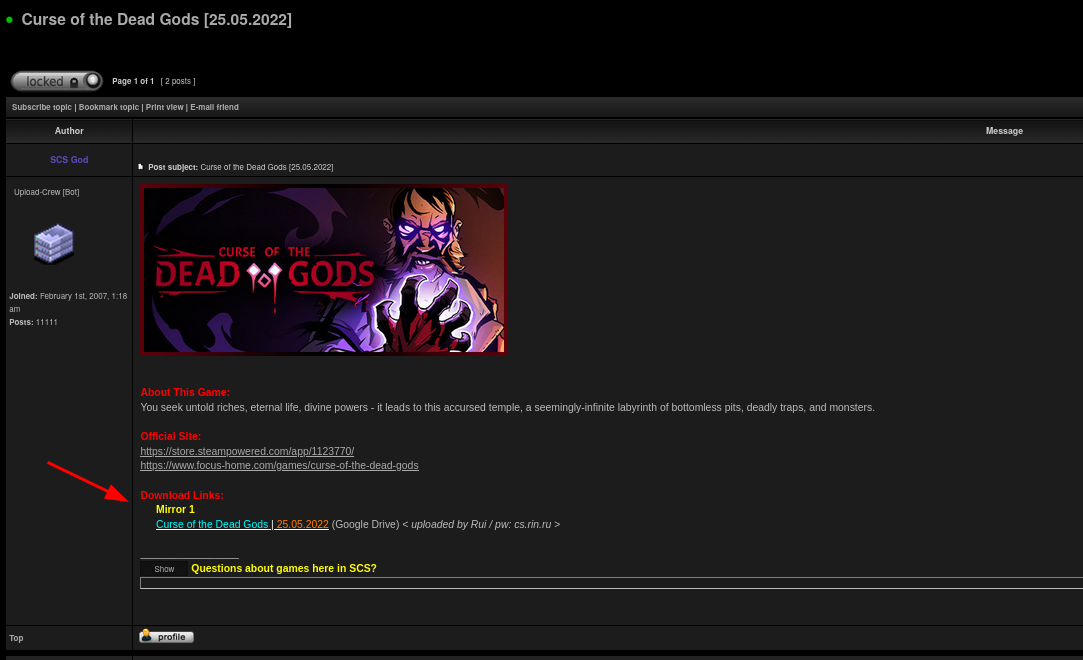 Curse of the Dead Gods [25.05.2022]
locked
Page 1 of 1 [ 2 posts ]
Subscribe topic | Bookmark topic | Print view | E-mail friend
Author
Message
SCS God
Post subject: Curse of the Dead Gods [25.05.2022]
Upload-Crew [Bot]
CURSE OF THE
DEAD GODS
Joined: February 1st, 2007, 1:18
am
Posts: 11111
About This Game:
You seek untold riches, eternal life, divine powers - it leads to this accursed temple, a seemingly-infinite labyrinth of bottomless pits, deadly traps, and monsters.
Official Site:
https://store.steampowered.com/app/1123770/
https://www.focus-home.com/games/curse-of-the-dead-gods
Download Links:
Mirror 1
Curse of the Dead Gods | 25.05.2022 (Google Drive) < uploaded by Rui / pw: cs.rin.ru >
Show Questions about games here in SCS?
Top
profile